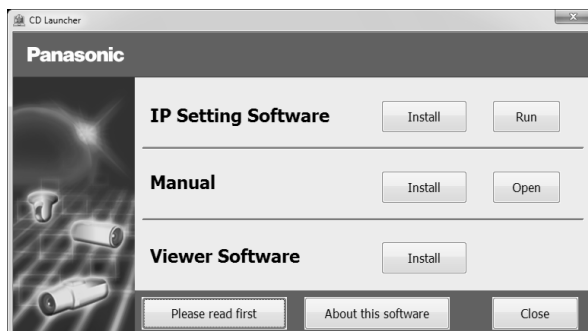 CD Launcher
Panasonic
IP Setting Software Install Run
Manual Install Open
Viewer Software Install
Please read first About this software Close